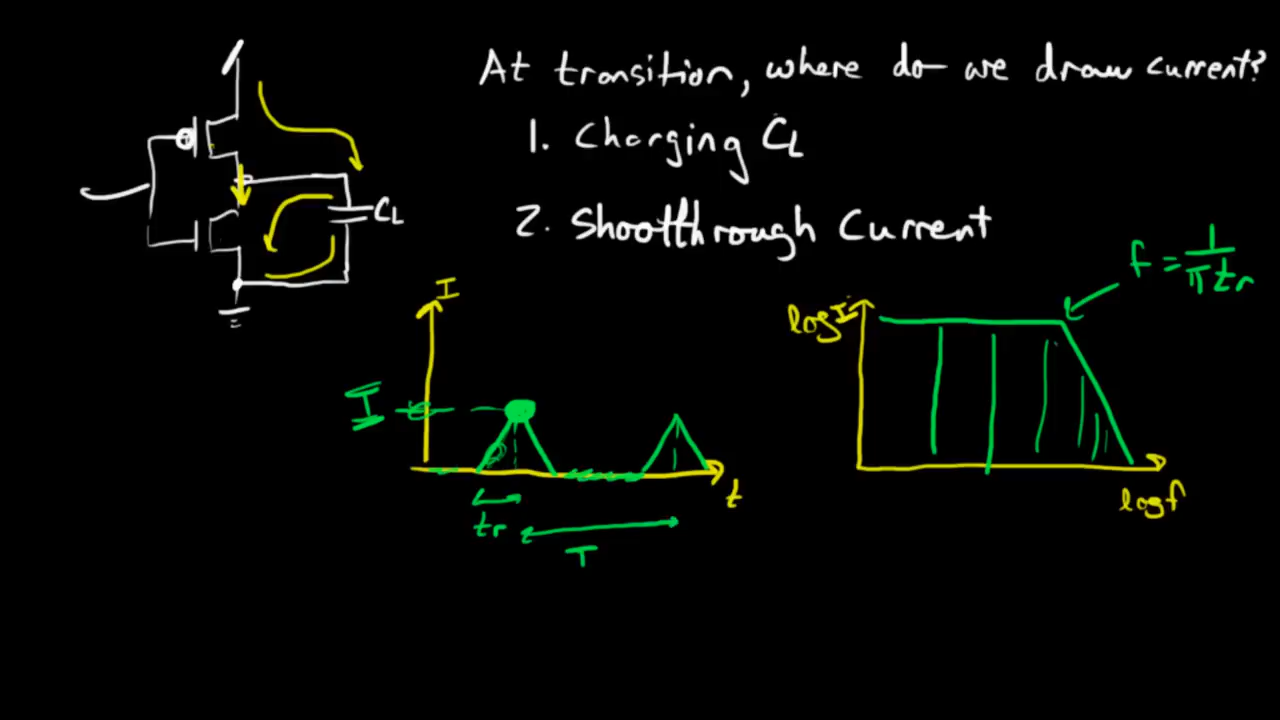 At transition, where do we draw current?
1. Charging CL
CL
2. Shootthrough Current
f = 1/πtr
I
logI
I
t
tr
T
logf